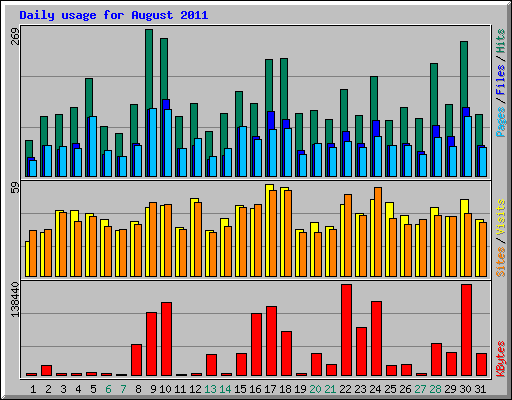 Daily usage for August 2011
269
Pages / Files / Hits
59
Sites / Visits
138440
KBytes
1 2 3 4 5 6 7 8 9 10 11 12 13 14 15 16 17 18 19 20 21 22 23 24 25 26 27 28 29 30 31